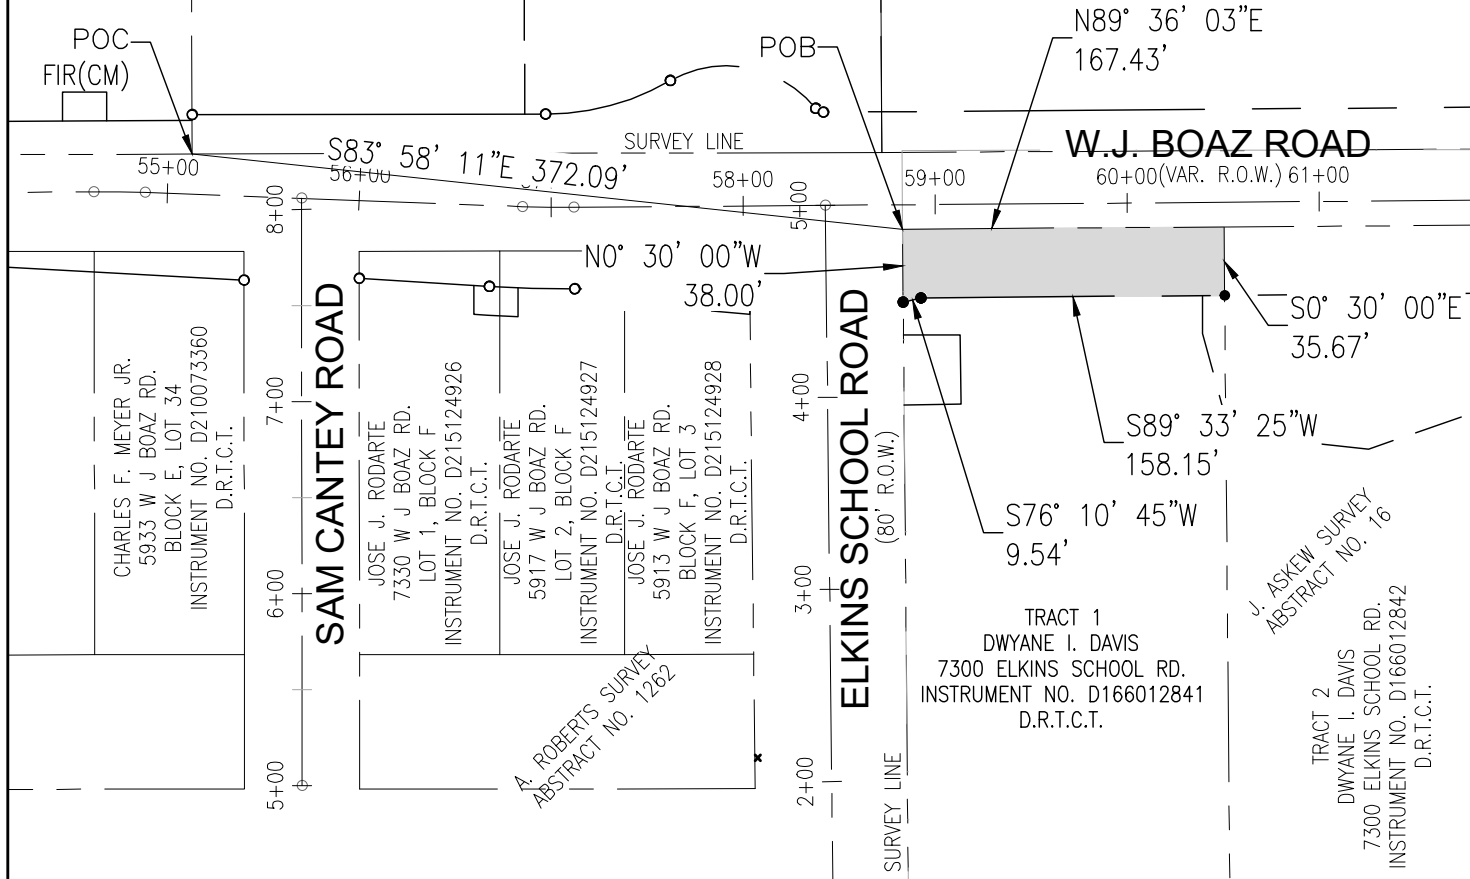 POC
FIR(CM)
POB
N89° 36' 03"E
167.43'
SURVEY LINE
W.J. BOAZ ROAD
(VAR. R.O.W.)
S83° 58' 11"E 372.09'
55+00
56+00
58+00
59+00
60+00
61+00
8+00
7+00
6+00
5+00
5+00
4+00
3+00
2+00
N0° 30' 00"W
38.00'
S0° 30' 00"E
35.67'
S89° 33' 25"W
158.15'
S76° 10' 45"W
9.54'
SAM CANTEY ROAD
ELKINS SCHOOL ROAD
(80' R.O.W.)
CHARLES F. MEYER JR.
5933 W J BOAZ RD.
BLOCK E, LOT 34
INSTRUMENT NO. D210073360
D.R.T.C.T.
JOSE J. RODARTE
7330 W J BOAZ RD.
LOT 1, BLOCK F
INSTRUMENT NO. D215124926
D.R.T.C.T.
JOSE J. RODARTE
5917 W J BOAZ RD.
LOT 2, BLOCK F
INSTRUMENT NO. D215124927
D.R.T.C.T.
JOSE J. RODARTE
5913 W J BOAZ RD.
BLOCK F, LOT 3
INSTRUMENT NO. D215124928
D.R.T.C.T.
A. ROBERTS SURVEY
ABSTRACT NO. 1262
SURVEY LINE
TRACT 1
DWYANE I. DAVIS
7300 ELKINS SCHOOL RD.
INSTRUMENT NO. D166012841
D.R.T.C.T.
J. ASKEW SURVEY
ABSTRACT NO. 16
TRACT 2
DWYANE I. DAVIS
7300 ELKINS SCHOOL RD.
INSTRUMENT NO. D166012842
D.R.T.C.T.